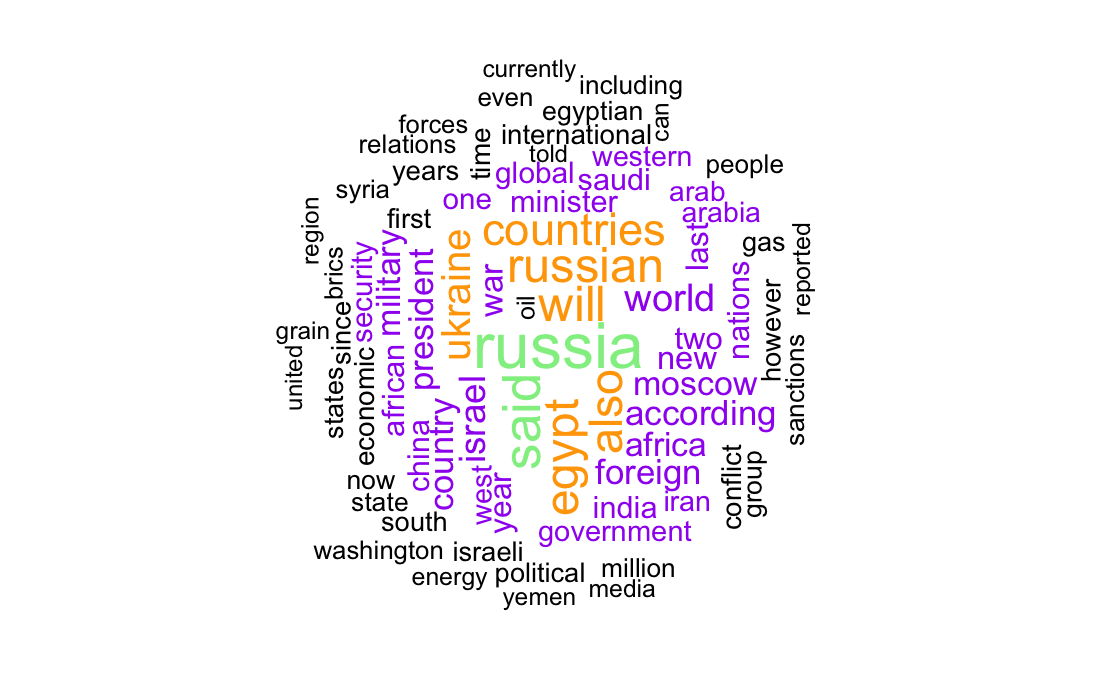 currently
including
even
egyptian
can
forces
international
relations
time
told
western
years
global
saudi
people
syria
one
minister
arab
arabia
first
region
countries
last
gas
reported
brics
security
military
president
ukraine
war
russian
oil
will
world
nations
however
grain
since
russia
two
new
sanctions
united
states
economic
african
moscow
said
egypt
also
according
israel
country
china
africa
foreign
conflict
group
now
west
year
india
iran
state
south
government
washington
israeli
energy
political
million
yemen
media